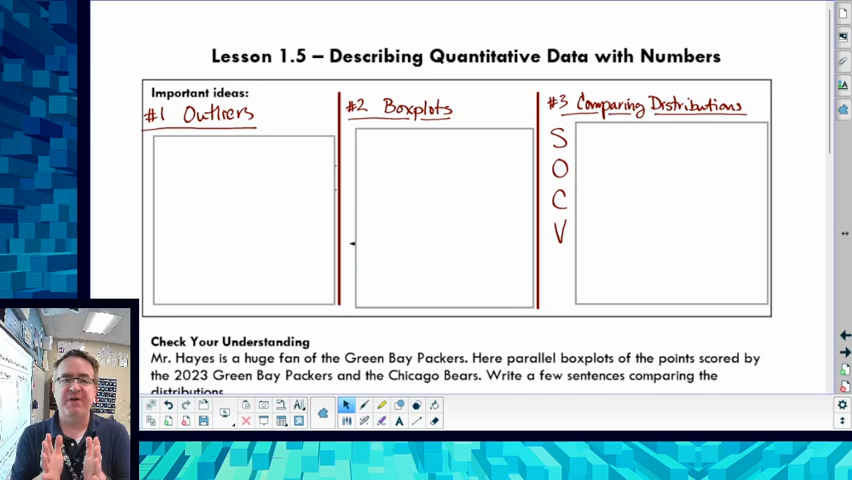 Lesson 1.5 – Describing Quantitative Data with Numbers
Important ideas:
#1 Outliers
#2 Boxplots
#3 Comparing Distributions
S
O
C
V
Check Your Understanding
Mr. Hayes is a huge fan of the Green Bay Packers. Here parallel boxplots of the points scored by
the 2023 Green Bay Packers and the Chicago Bears. Write a few sentences comparing the
distributions